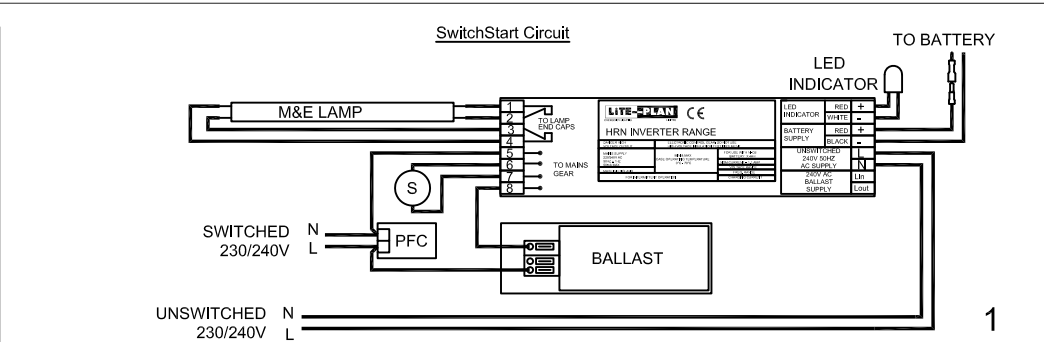 SwitchStart Circuit
TO BATTERY
LED
INDICATOR
M&E LAMP
1
2
3
4
5
6
7
8
TO LAMP
END CAPS
TO MAINS
GEAR
LiTE-PLAN CE
HRN INVERTER RANGE
LED
INDICATOR
RED +
WHITE -
BATTERY
SUPPLY
RED +
BLACK -
UNSWITCHED
240V 50HZ
AC SUPPLY
L
N
240V AC
BALLAST
SUPPLY
Lin
Lout
S
SWITCHED
230/240V
N
L
PFC
BALLAST
UNSWITCHED
230/240V
N
L
1